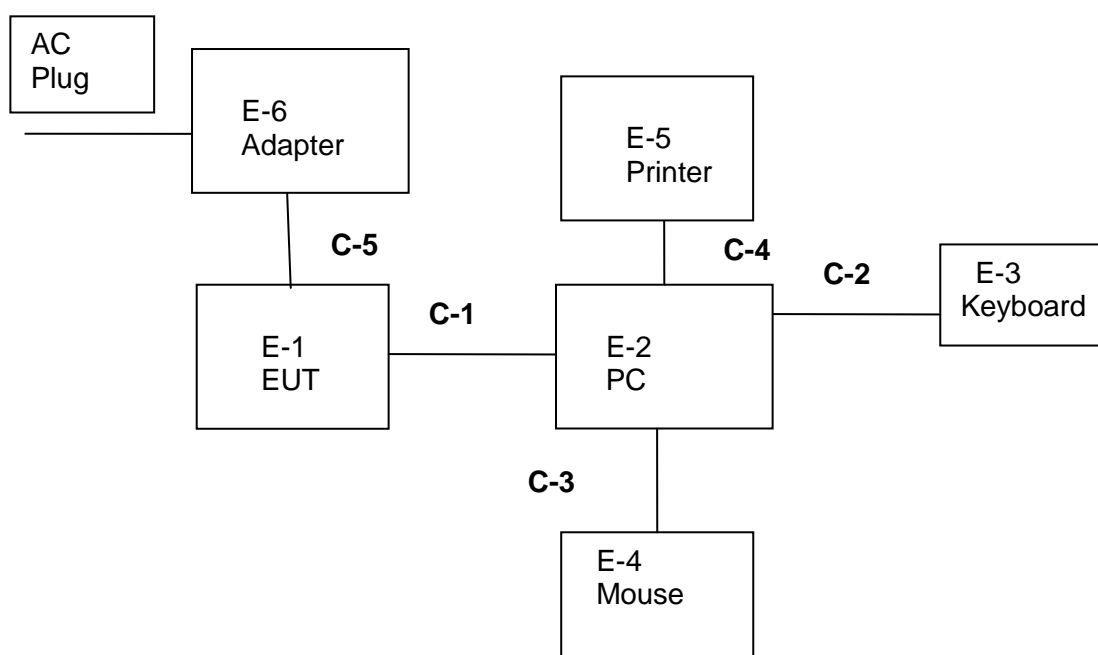 AC
Plug
E-6
Adapter
E-5
Printer
C-5
C-4
C-2
E-3
Keyboard
C-1
E-1
EUT
E-2
PC
C-3
E-4
Mouse